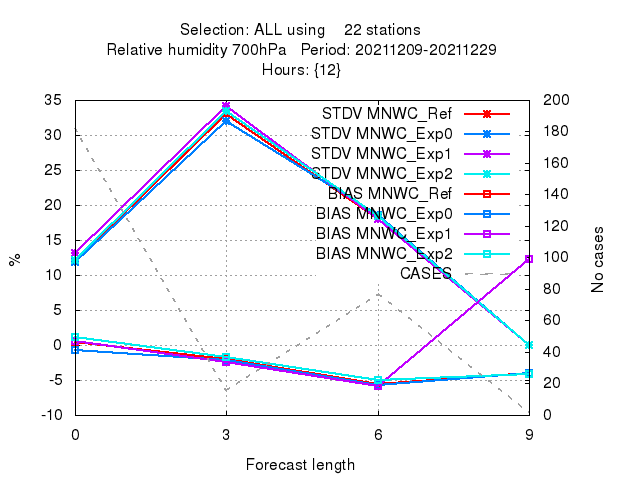 Selection: ALL using 22 stations
Relative humidity 700hPa Period: 20211209-20211229
Hours: {12}
35
30
25
20
15
10
5
0
-5
-10
%
STDV MNWC_Ref
STDV MNWC_Exp0
STDV MNWC_Exp1
STDV MNWC_Exp2
BIAS MNWC_Ref
BIAS MNWC_Exp0
BIAS MNWC_Exp1
BIAS MNWC_Exp2
CASES
200
180
160
140
120
100
80
60
40
20
0
No cases
0 3 6 9
Forecast length